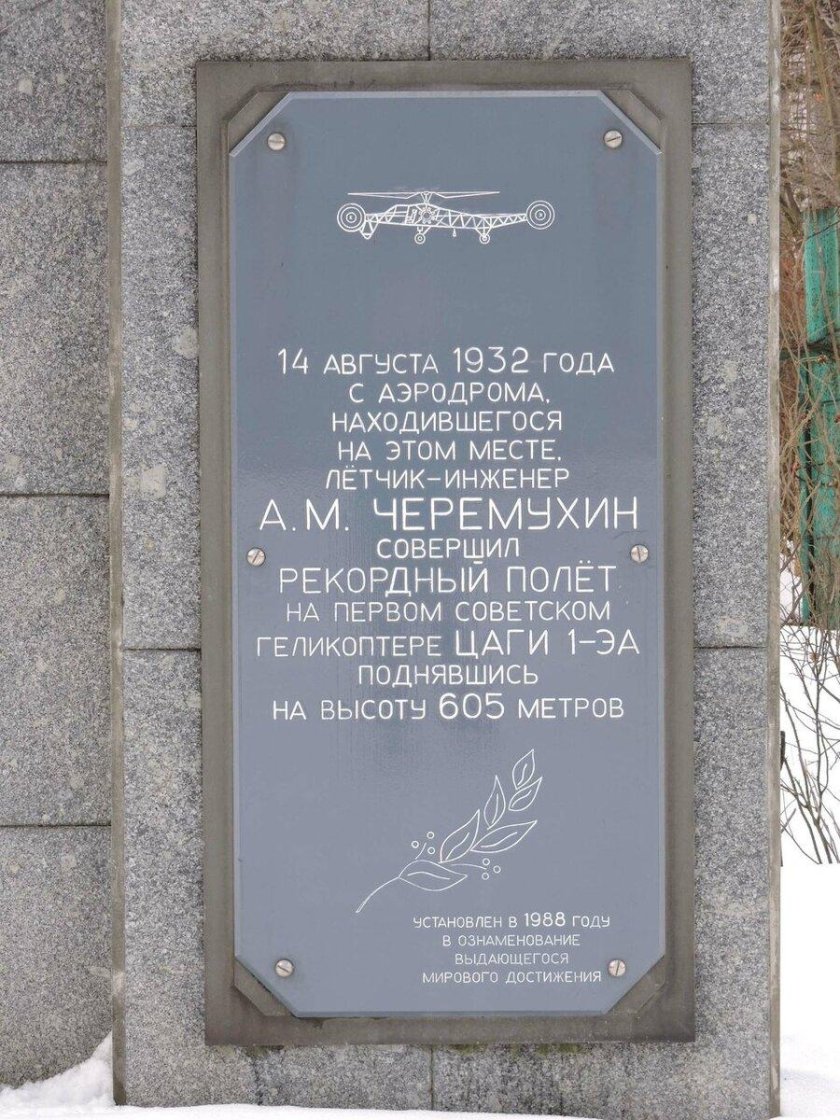 14 АВГУСТА 1932 ГОДА
С АЭРОДРОМА,
НАХОДИВШЕГОСЯ
НА ЭТОМ МЕСТЕ,
ЛЁТЧИК-ИНЖЕНЕР
А.М. ЧЕРЕМУХИН
СОВЕРШИЛ
РЕКОРДНЫЙ ПОЛЁТ
НА ПЕРВОМ СОВЕТСКОМ
ГЕЛИКОПТЕРЕ ЦАГИ 1-ЭА
ПОДНЯВШИСЬ
НА ВЫСОТУ 605 МЕТРОВ
УСТАНОВЛЕН В 1988 ГОДУ
В ОЗНАМЕНОВАНИЕ
ВЫДАЮЩЕГОСЯ
МИРОВОГО ДОСТИЖЕНИЯ